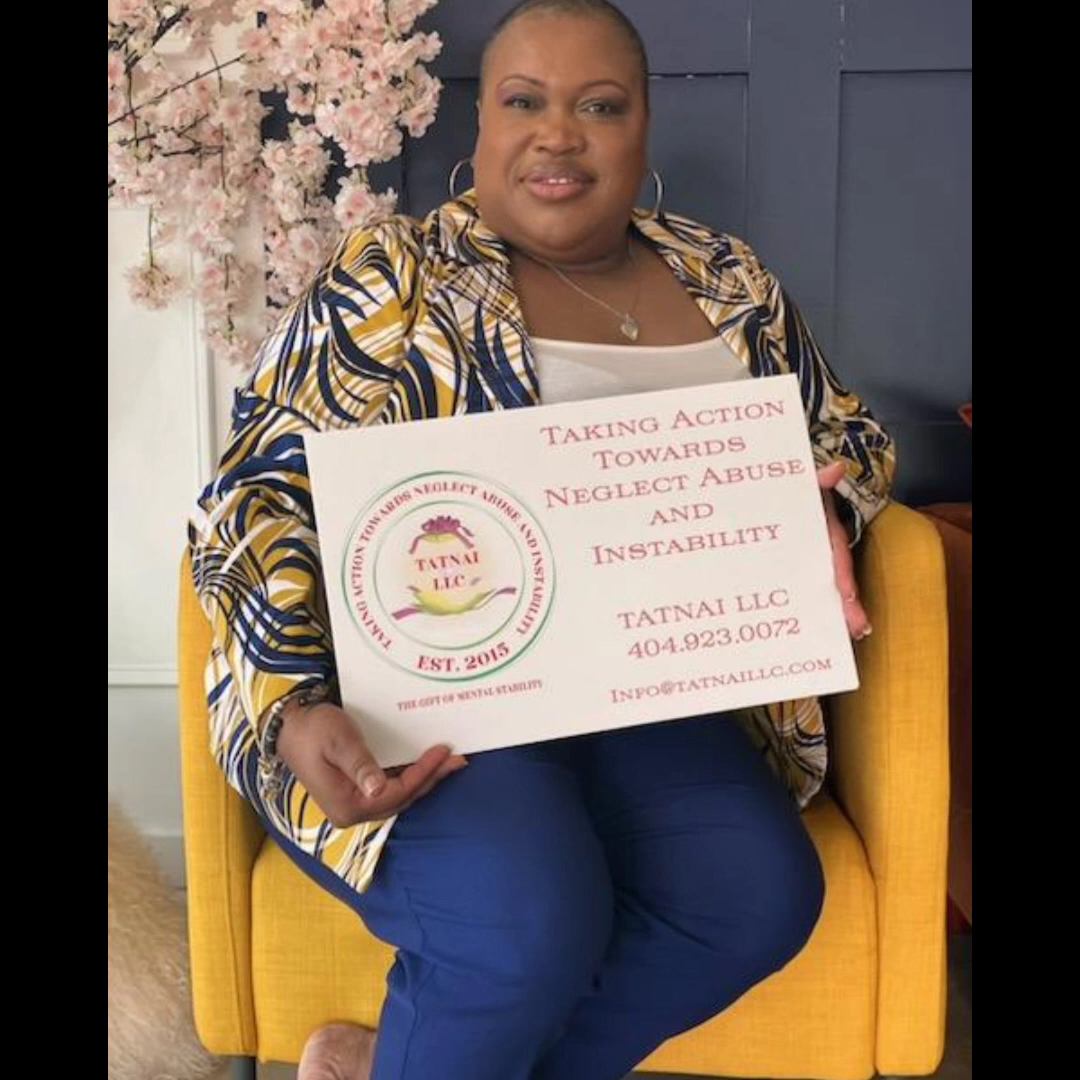 TAKING ACTION TOWARDS NEGLECT ABUSE AND INSTABILITY
TATNAI
LLC
EST. 2015
THE GIFT OF MENTAL STABILITY
TAKING ACTION
TOWARDS
NEGLECT ABUSE
AND
INSTABILITY
TATNAI LLC
404.923.0072
INFO@TATNAILLC.COM